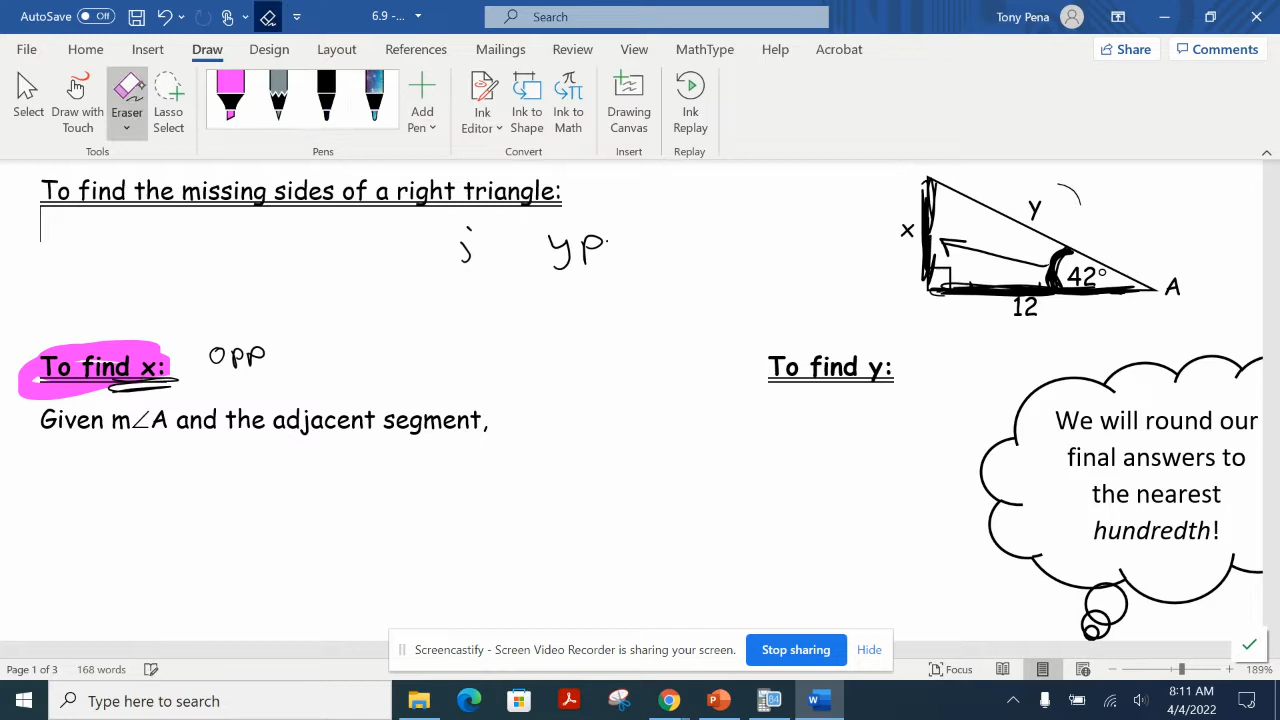 AutoSave Off
6.9 -...
Search
Tony Pena
File Home Insert Draw Design Layout References Mailings Review View MathType Help Acrobat
Share Comments
Select
Draw with Touch
Eraser
Lasso Select
Add Pen
Ink Editor
Ink to Shape
Ink to Math
Drawing Canvas
Ink Replay
Tools Pens Convert Insert Replay
To find the missing sides of a right triangle:
j yp
y
x
42°
A
12
To find x: opp
To find y:
Given m∠A and the adjacent segment,
We will round our
final answers to
the nearest
hundredth!
Screencastify - Screen Video Recorder is sharing your screen. Stop sharing Hide
Page 1 of 3 168 words
Focus
189%
Type here to search
84
8:11 AM
4/4/2022